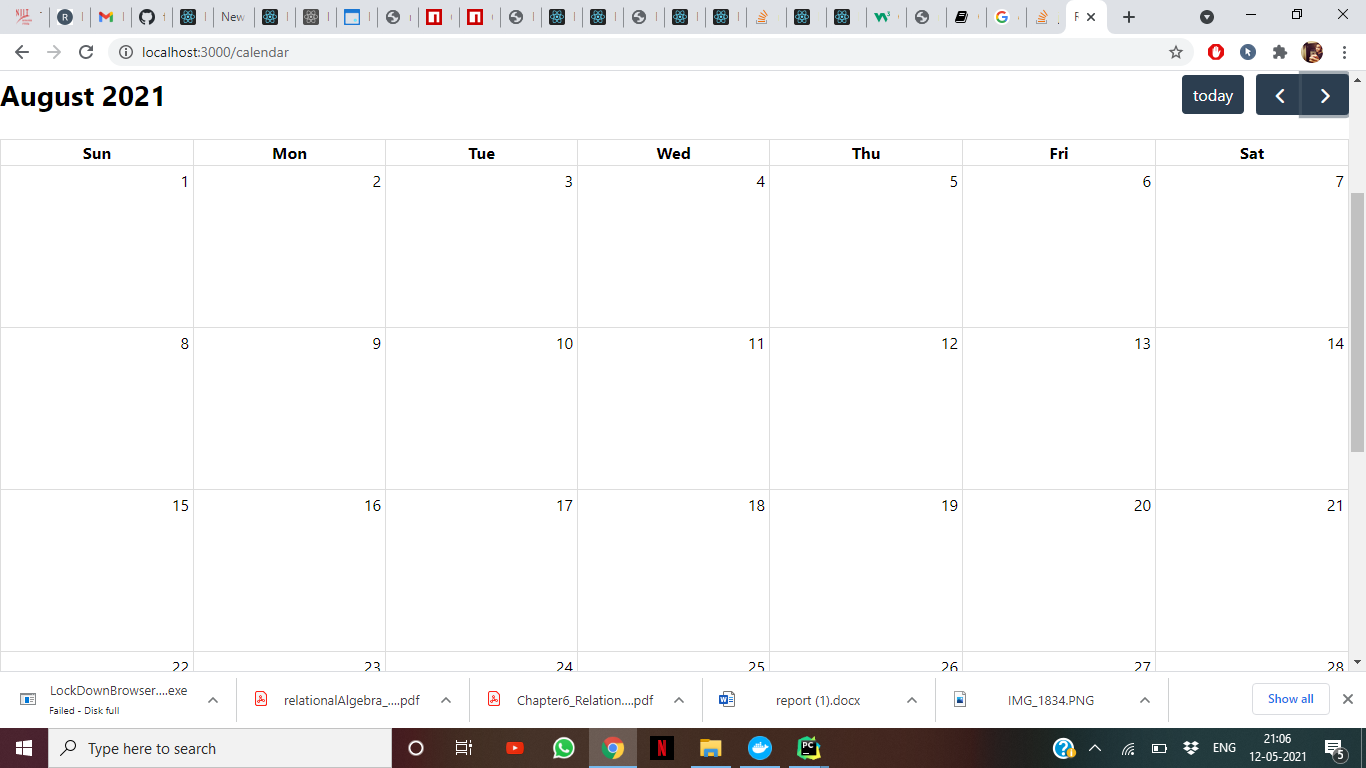 New
localhost:3000/calendar
August 2021
today
Sun Mon Tue Wed Thu Fri Sat
1 2 3 4 5 6 7
8 9 10 11 12 13 14
15 16 17 18 19 20 21
22 23 24 25 26 27 28
LockDownBrowser....exe
Failed - Disk full
relationalAlgebra_....pdf
Chapter6_Relation....pdf
report (1).docx
IMG_1834.PNG
Show all
Type here to search
ENG
21:06
12-05-2021
5